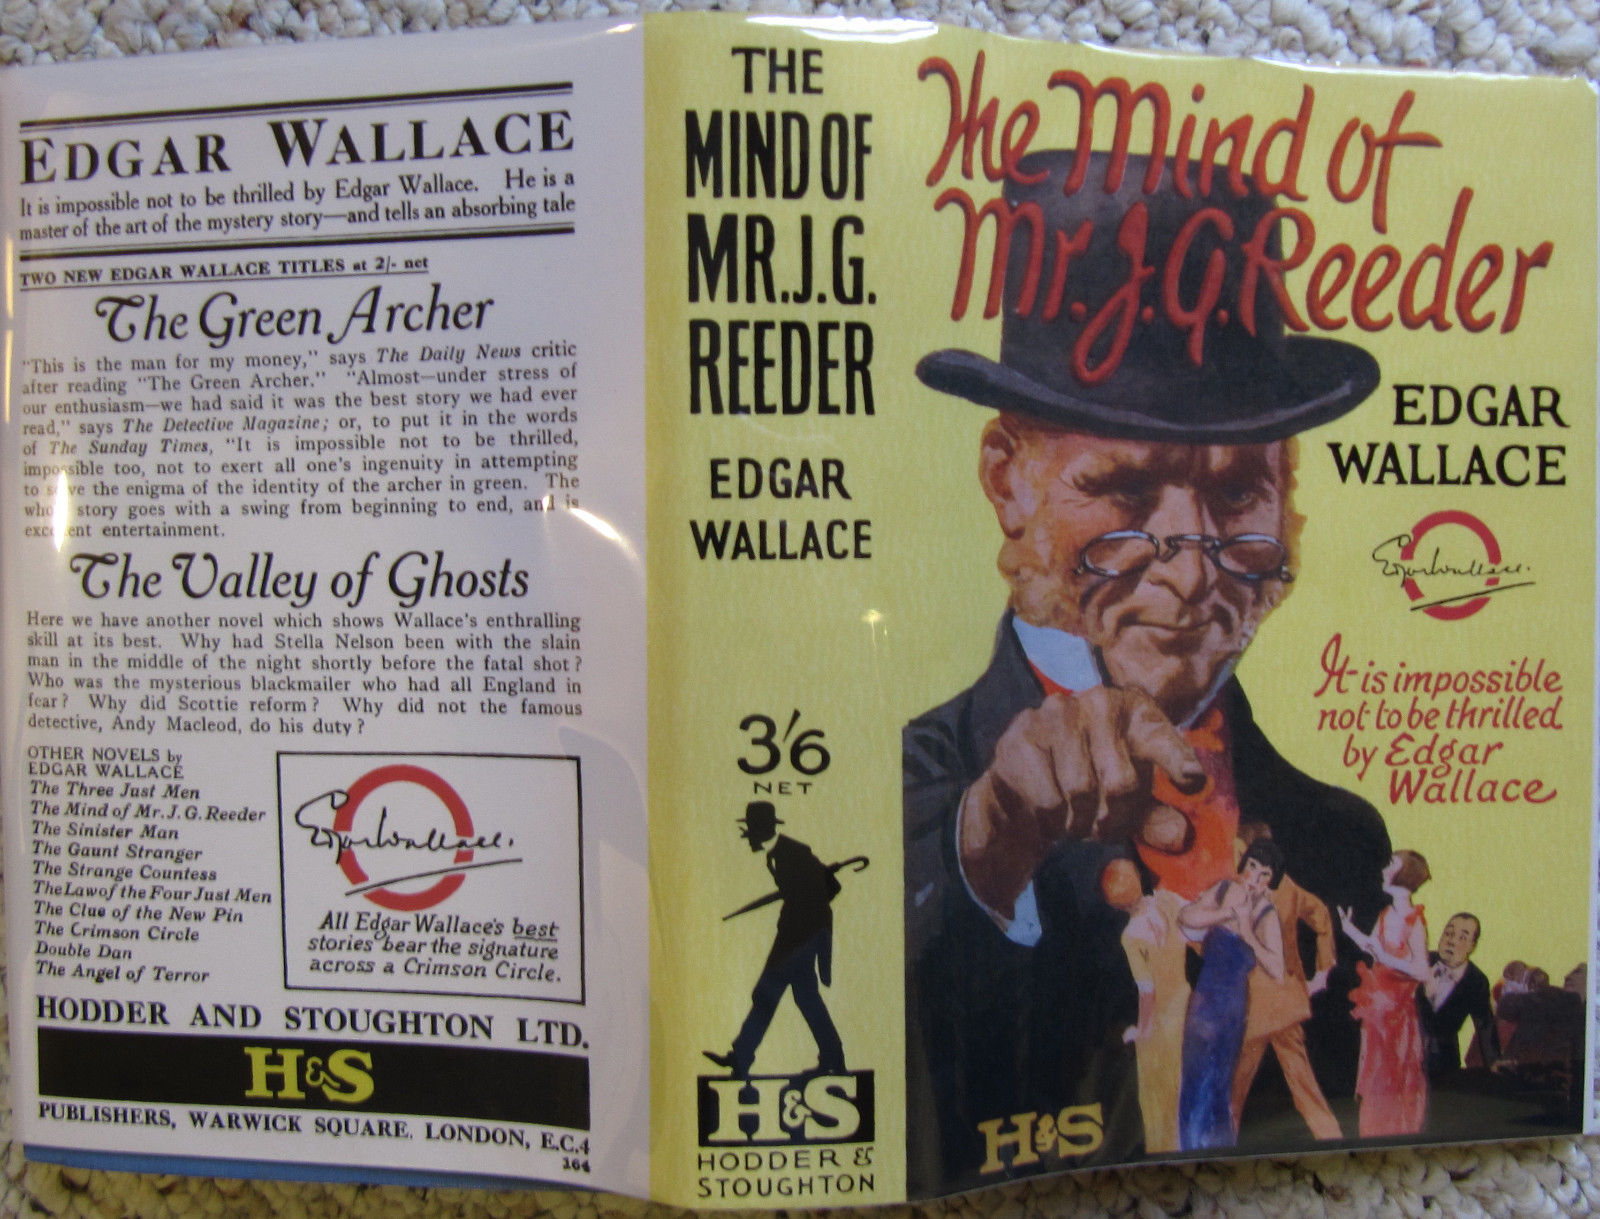 EDGAR WALLACE
It is impossible not to be thrilled by Edgar Wallace. He is a
master of the art of the mystery story—and tells an absorbing tale
TWO NEW EDGAR WALLACE TITLES at 2/- net
The Green Archer
"This is the man for my money," says The Daily News critic
after reading "The Green Archer." "Almost—under stress of
our enthusiasm—we had said it was the best story we had ever
read," says The Detective Magazine; or, to put it in the words
of The Sunday Times, "It is impossible not to be thrilled,
impossible too, not to exert all one's ingenuity in attempting
to solve the enigma of the identity of the archer in green. The
whole story goes with a swing from beginning to end, and is
excellent entertainment.
The Valley of Ghosts
Here we have another novel which shows Wallace's enthralling
skill at its best. Why had Stella Nelson been with the slain
man in the middle of the night shortly before the fatal shot?
Who was the mysterious blackmailer who had all England in
fear? Why did Scottie reform? Why did not the famous
detective, Andy Macleod, do his duty?
OTHER NOVELS by
EDGAR WALLACE
The Three Just Men
The Mind of Mr. J. G. Reeder
The Sinister Man
The Gaunt Stranger
The Strange Countess
The Law of the Four Just Men
The Clue of the New Pin
The Crimson Circle
Double Dan
The Angel of Terror
Edgar Wallace.
All Edgar Wallace's best
stories bear the signature
across a Crimson Circle.
HODDER AND STOUGHTON LTD.
H&S
PUBLISHERS, WARWICK SQUARE. LONDON, E.C.4
164
THE
MIND OF
MR. J. G.
REEDER
EDGAR
WALLACE
3'6
NET
H&S
HODDER &
STOUGHTON
The Mind of
Mr. J. G. Reeder
EDGAR
WALLACE
Edgar Wallace.
It is impossible
not to be thrilled
by Edgar
Wallace
H&S